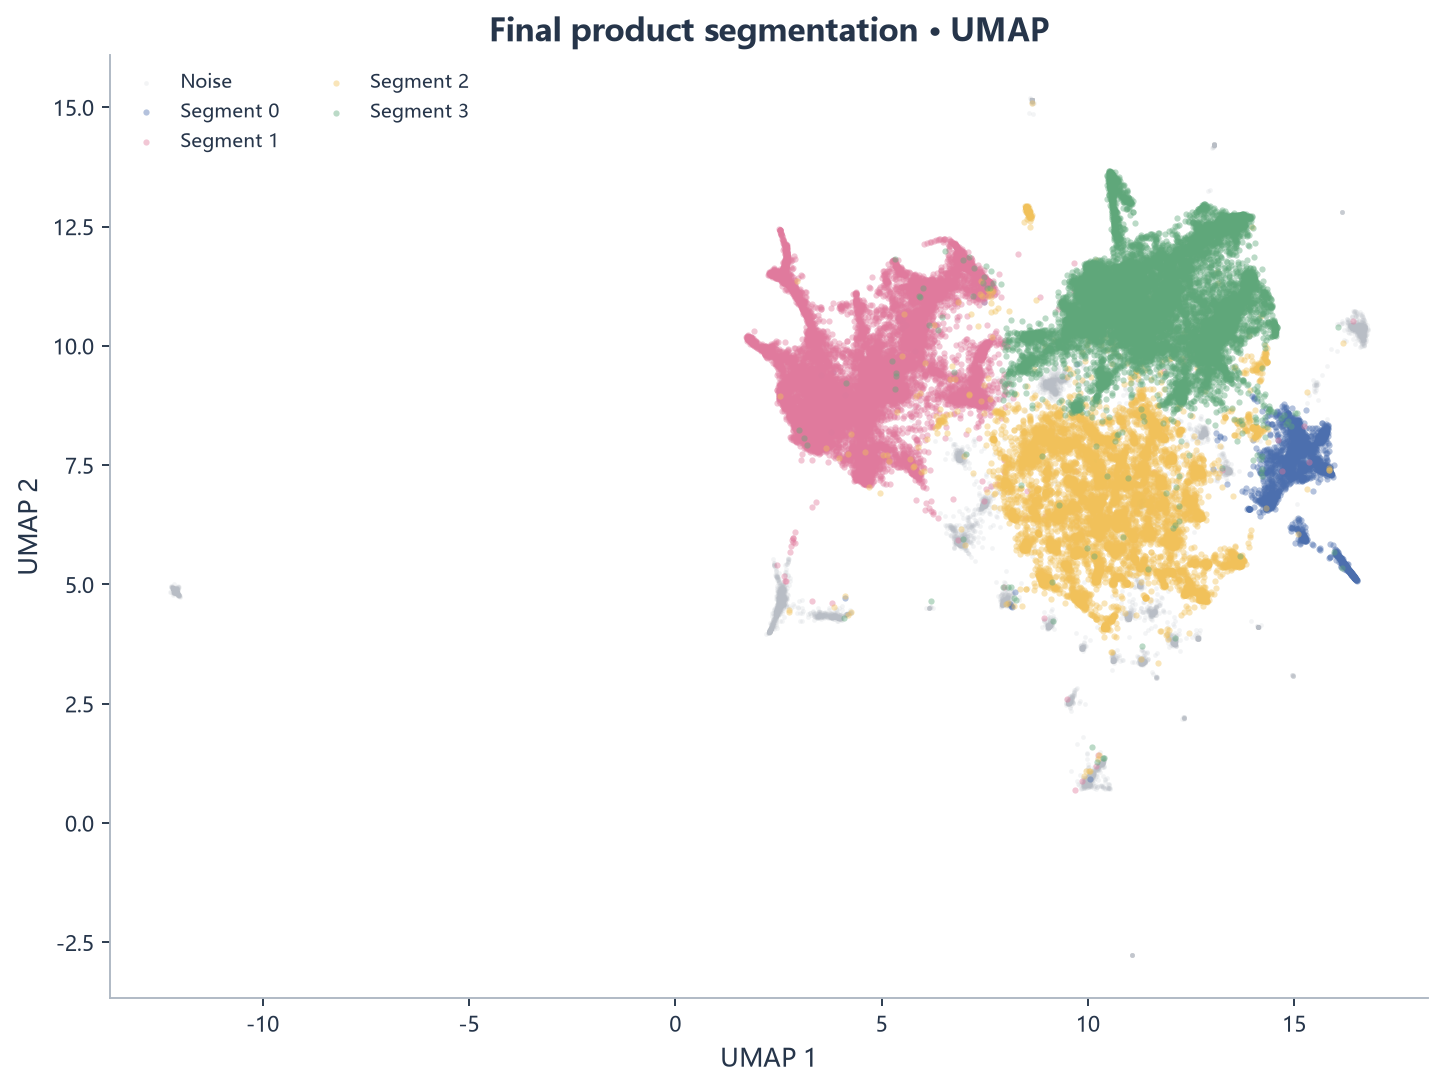 Final product segmentation • UMAP
Noise
Segment 0
Segment 1
Segment 2
Segment 3
15.0
12.5
10.0
7.5
5.0
2.5
0.0
-2.5
UMAP 2
-10
-5
0
5
10
15
UMAP 1